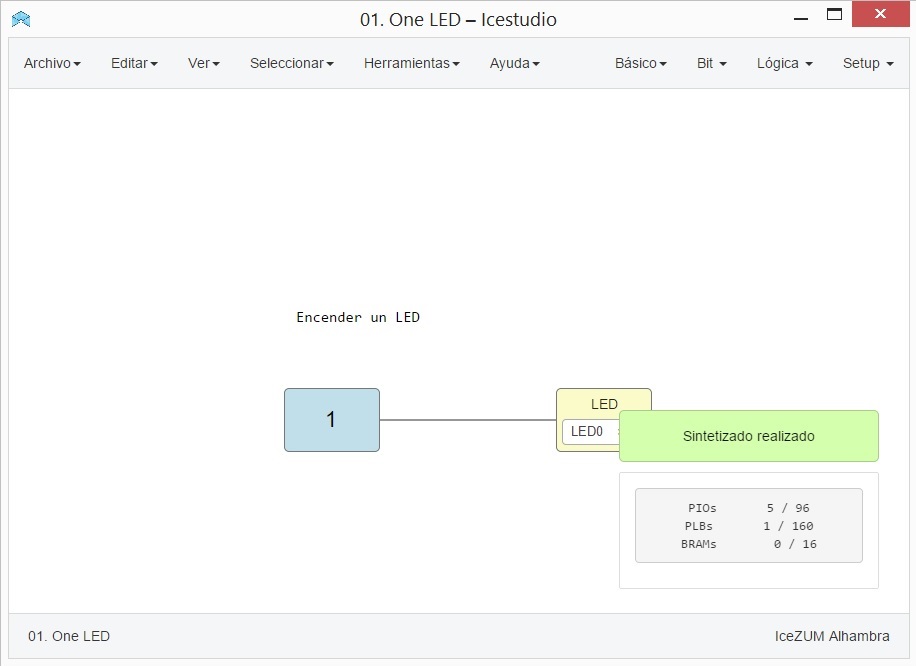 01. One LED – Icestudio
Archivo Editar Ver Seleccionar Herramientas Ayuda Básico Bit Lógica Setup
Encender un LED
1
LED
LED0
Sintetizado realizado
PIOs 5 / 96
PLBs 1 / 160
BRAMs 0 / 16
01. One LED IceZUM Alhambra